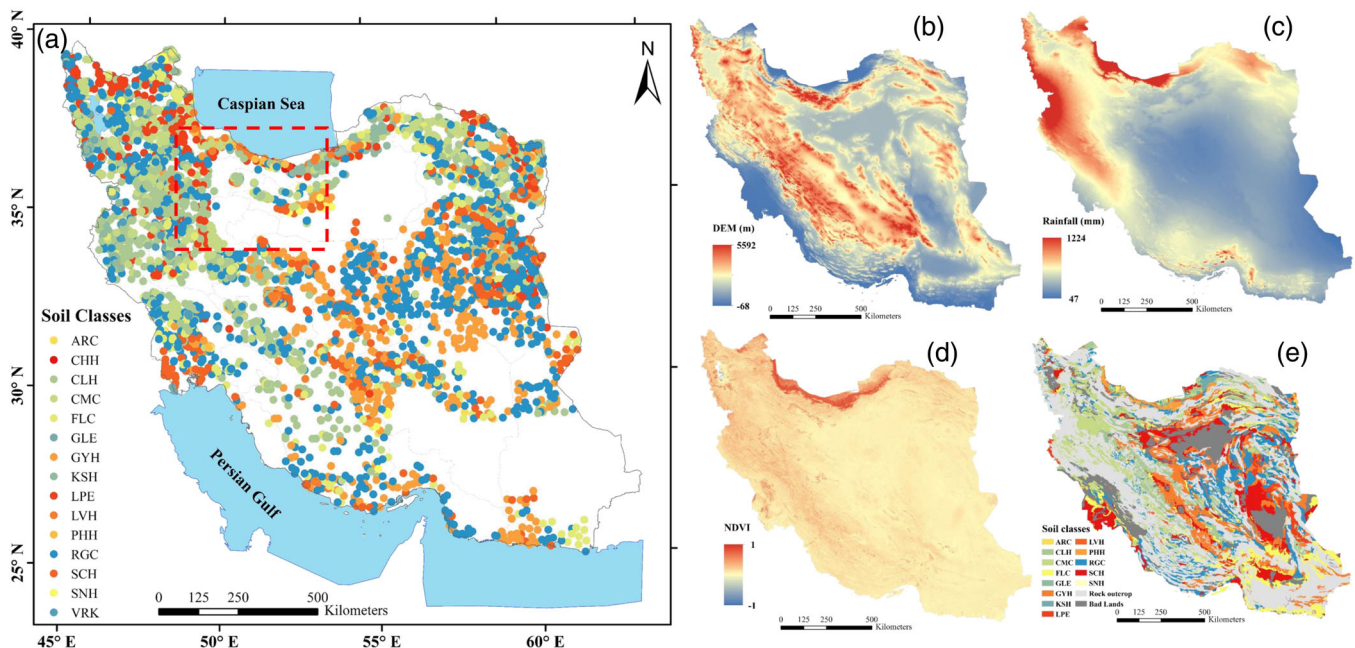 (a)
N
Caspian Sea
Persian Gulf
40° N
35° N
30° N
25° N
45° E
50° E
55° E
60° E
Soil Classes
ARC
CHH
CLH
CMC
FLC
GLE
GYH
KSH
LPE
LVH
PHH
RGC
SCH
SNH
VRK
0 125 250 500
Kilometers
(b)
DEM (m)
5592
-68
0 125 250 500
Kilometers
(c)
Rainfall (mm)
1224
47
0 125 250 500
Kilometers
(d)
NDVI
1
-1
0 125 250 500
Kilometers
(e)
Soil classes
ARC LVH
CLH PHH
CMC RGC
FLC SCH
GLE SNH
GYH Rock outcrop
KSH Bad Lands
LPE
0 125 250 500
Kilometers